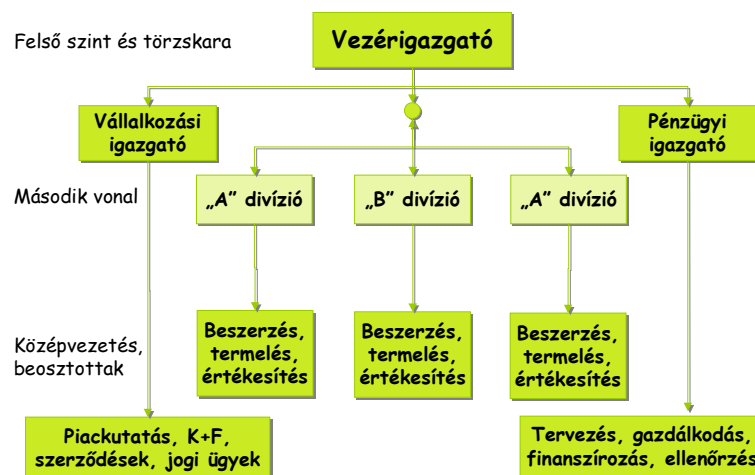 Felső szint és törzskara
Vezérigazgató
Vállalkozási
igazgató
Pénzügyi
igazgató
Második vonal
„A” divízió
„B” divízió
„A” divízió
Középvezetés,
beosztottak
Beszerzés,
termelés,
értékesítés
Beszerzés,
termelés,
értékesítés
Beszerzés,
termelés,
értékesítés
Piackutatás, K+F,
szerződések, jogi ügyek
Tervezés, gazdálkodás,
finanszírozás, ellenőrzés